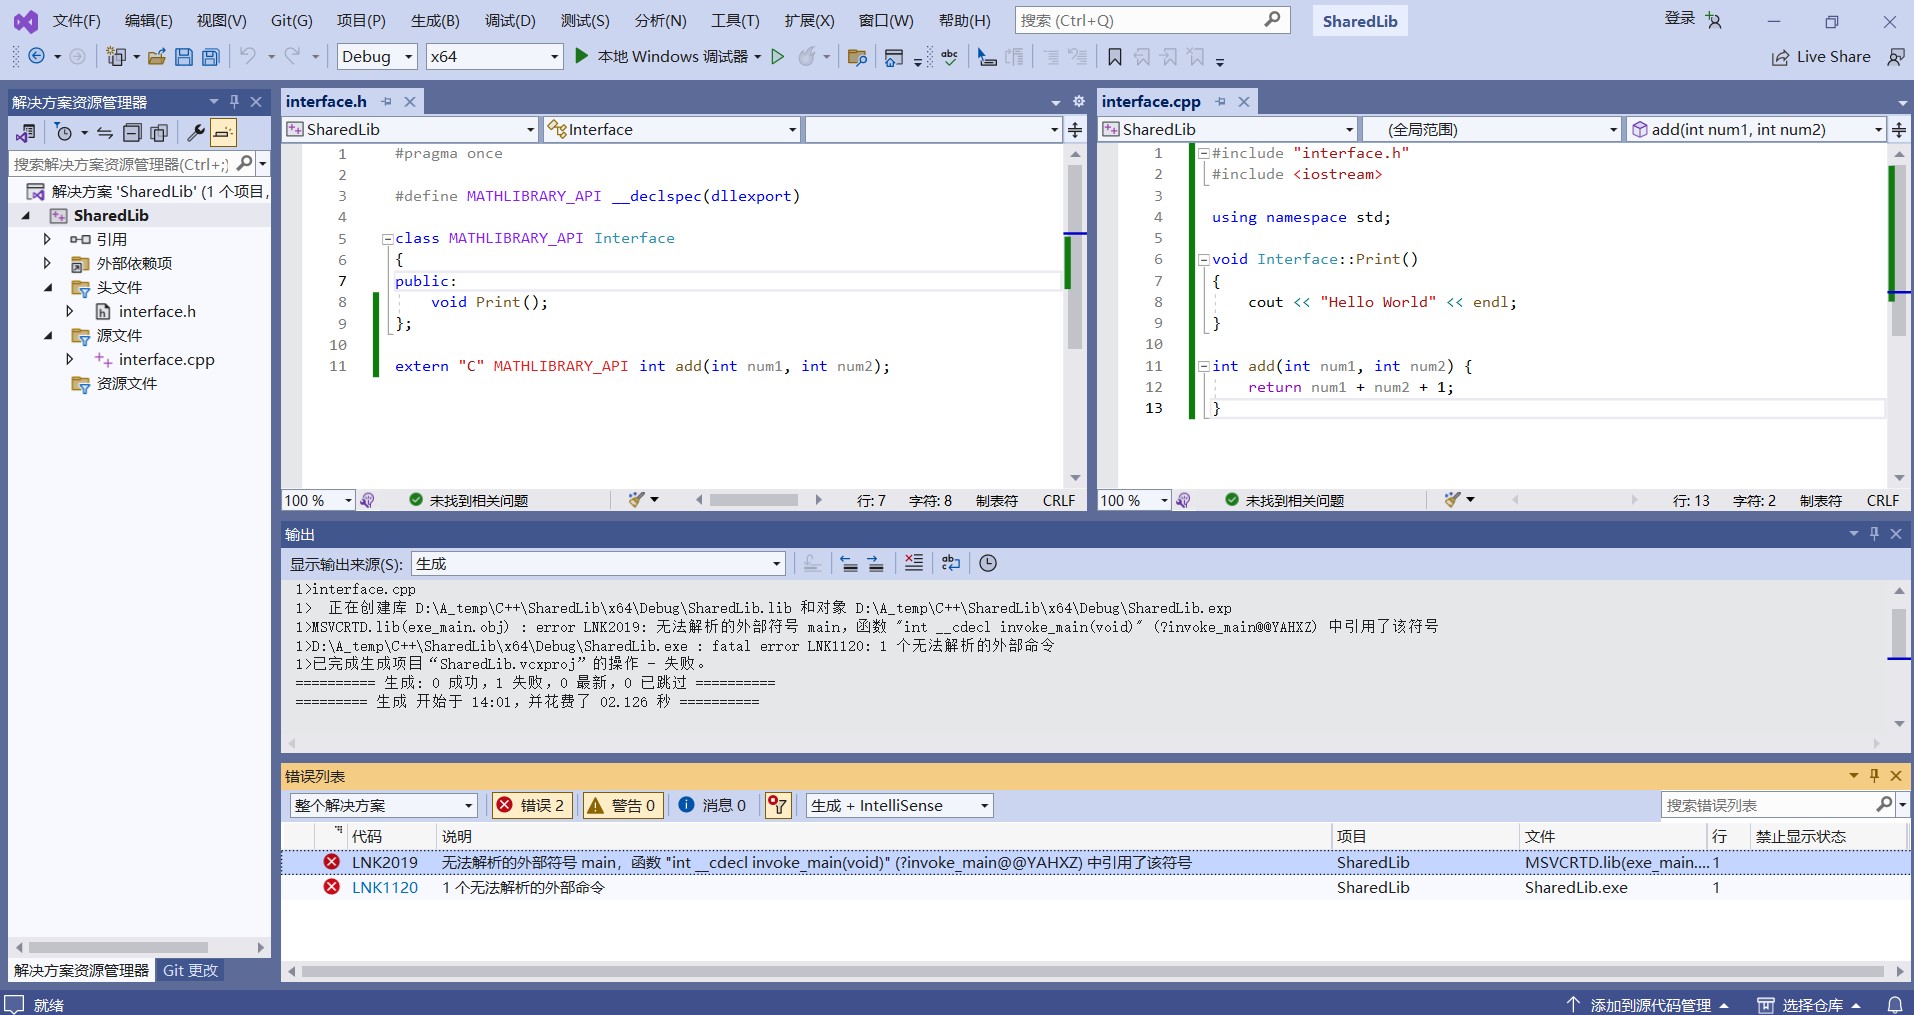 文件(F) 编辑(E) 视图(V) Git(G) 项目(P) 生成(B) 调试(D) 测试(S) 分析(N) 工具(T) 扩展(X) 窗口(W) 帮助(H) 搜索 (Ctrl+Q) SharedLib 登录
Debug x64 本地 Windows 调试器 Live Share
解决方案资源管理器
搜索解决方案资源管理器(Ctrl+;)
解决方案 'SharedLib' (1 个项目,
SharedLib
引用
外部依赖项
头文件
interface.h
源文件
interface.cpp
资源文件
解决方案资源管理器 Git 更改
interface.h
SharedLib Interface
1 #pragma once
2
3 #define MATHLIBRARY_API __declspec(dllexport)
4
5 class MATHLIBRARY_API Interface
6 {
7 public:
8 void Print();
9 };
10
11 extern "C" MATHLIBRARY_API int add(int num1, int num2);
100 % 未找到相关问题 行: 7 字符: 8 制表符 CRLF
interface.cpp
SharedLib (全局范围) add(int num1, int num2)
1 #include "interface.h"
2 #include <iostream>
3
4 using namespace std;
5
6 void Interface::Print()
7 {
8 cout << "Hello World" << endl;
9 }
10
11 int add(int num1, int num2) {
12 return num1 + num2 + 1;
13 }
100 % 未找到相关问题 行: 13 字符: 2 制表符 CRLF
输出
显示输出来源(S): 生成
1>interface.cpp
1>  正在创建库 D:\A_temp\C++\SharedLib\x64\Debug\SharedLib.lib 和对象 D:\A_temp\C++\SharedLib\x64\Debug\SharedLib.exp
1>MSVCRTD.lib(exe_main.obj) : error LNK2019: 无法解析的外部符号 main，函数 "int __cdecl invoke_main(void)" (?invoke_main@@YAHXZ) 中引用了该符号
1>D:\A_temp\C++\SharedLib\x64\Debug\SharedLib.exe : fatal error LNK1120: 1 个无法解析的外部命令
1>已完成生成项目“SharedLib.vcxproj”的操作 - 失败。
========== 生成: 0 成功，1 失败，0 最新，0 已跳过 ==========
========= 生成 开始于 14:01，并花费了 02.126 秒 ==========
错误列表
整个解决方案 错误 2 警告 0 消息 0 生成 + IntelliSense 搜索错误列表
代码 说明 项目 文件 行 禁止显示状态
LNK2019 无法解析的外部符号 main，函数 "int __cdecl invoke_main(void)" (?invoke_main@@YAHXZ) 中引用了该符号 SharedLib MSVCRTD.lib(exe_main.... 1
LNK1120 1 个无法解析的外部命令 SharedLib SharedLib.exe 1
就绪 添加到源代码管理 选择仓库